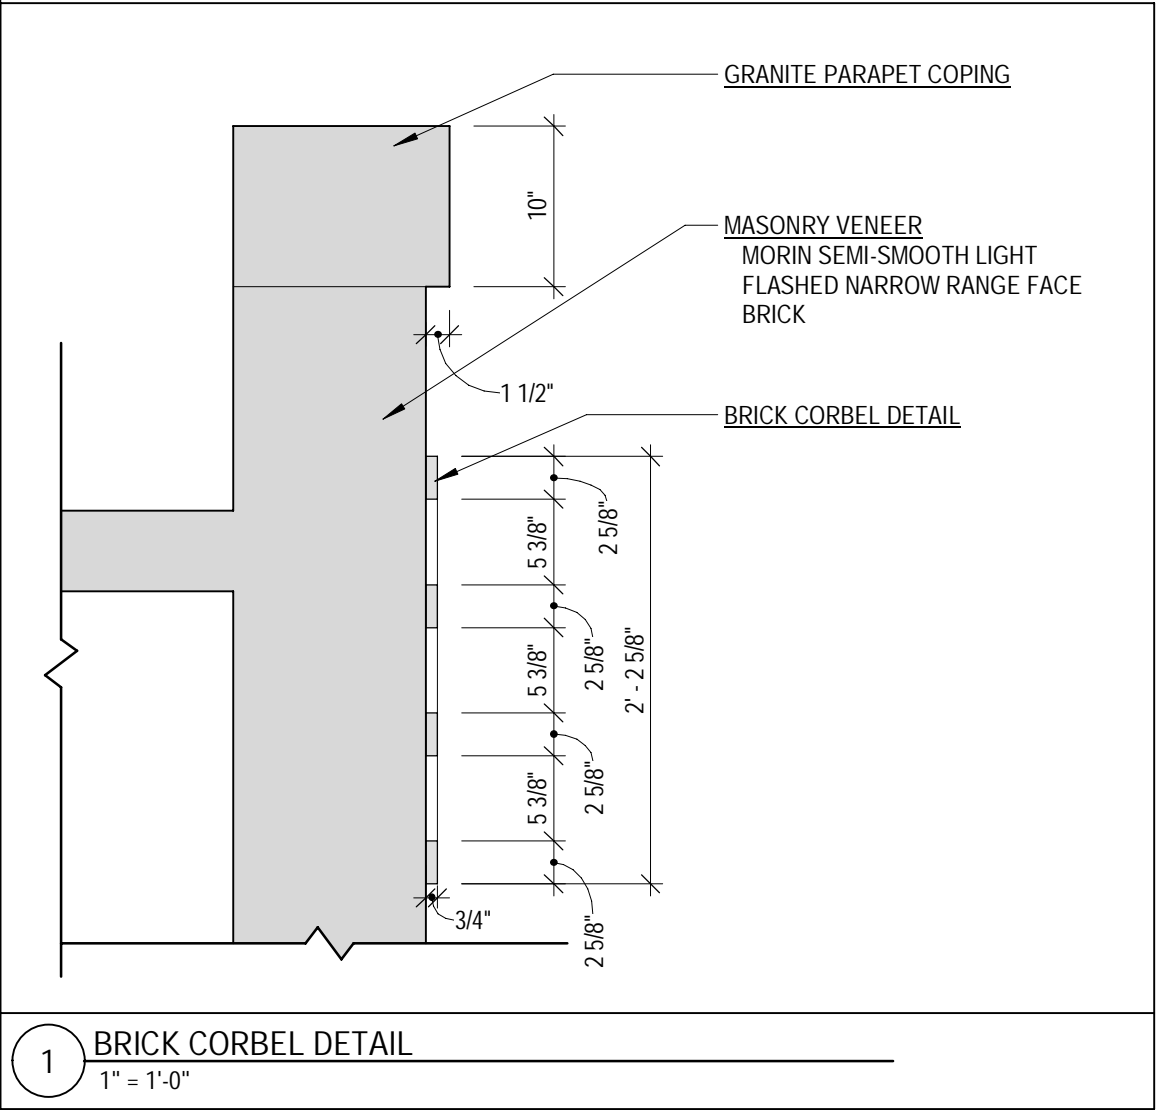 GRANITE PARAPET COPING
10"
MASONRY VENEER
MORIN SEMI-SMOOTH LIGHT
FLASHED NARROW RANGE FACE
BRICK
1 1/2"
BRICK CORBEL DETAIL
2 5/8"
5 3/8"
2 5/8"
5 3/8"
2' - 2 5/8"
2 5/8"
5 3/8"
2 5/8"
3/4"
1
BRICK CORBEL DETAIL
1" = 1'-0"